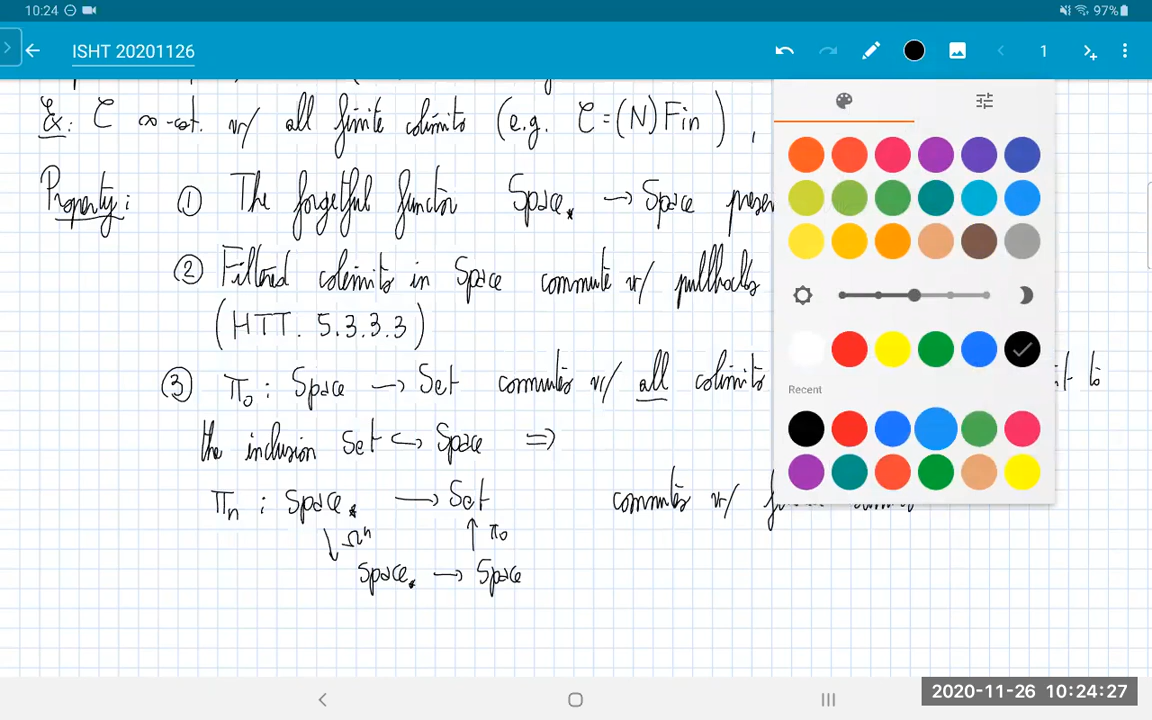 10:24 97%
ISHT 20201126 1
Ex: C ∞-cat. w/ all finite colimits (e.g. C = (N)Fin),
Property: ① The forgetful functor Space* → Space
② Filtered colimits in Space commute w/ pullbacks
(HTT. 5.3.3.3)
③ π₀ : Space → Set commutes w/ all colimits to
the inclusion Set ↪ Space ⇒
πn : Space* → Set commutes w/
↓ Ωⁿ ↑ π₀
Space* → Space
Recent
2020-11-26 10:24:27